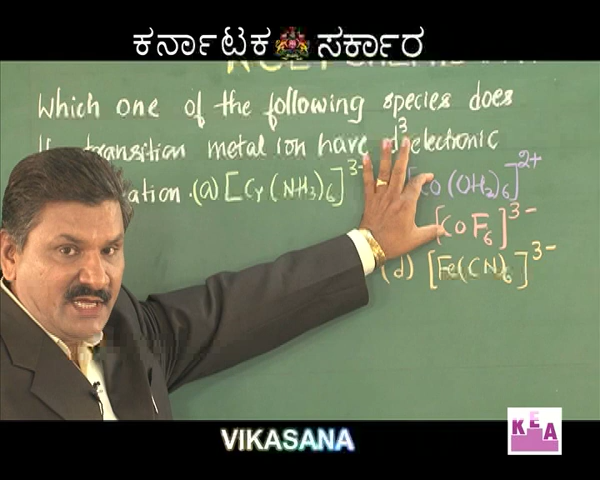 ಕರ್ನಾಟಕ ಸರ್ಕಾರ
Which one of the following species does
transition metal ion have d3 electronic
ation. (a) [Cr(NH3)6]3- [Co(OH2)6]2+
[CoF6]3-
(d) [Fe(CN)6]3-
VIKASANA
KEA